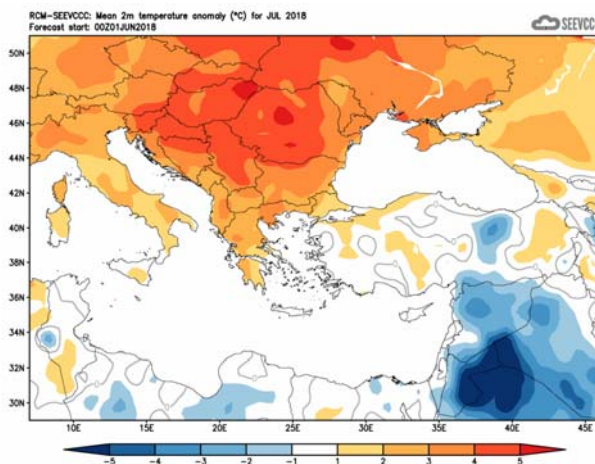 RCM-SEEVCCC: Mean 2m temperature anomaly (°C) for JUL 2018
Forecast start: 00Z01JUN2018
SEEVCCC
50N
48N
46N
44N
42N
40N
38N
36N
34N
32N
30N
10E 15E 20E 25E 30E 35E 40E 45E
-5 -4 -3 -2 -1 1 2 3 4 5